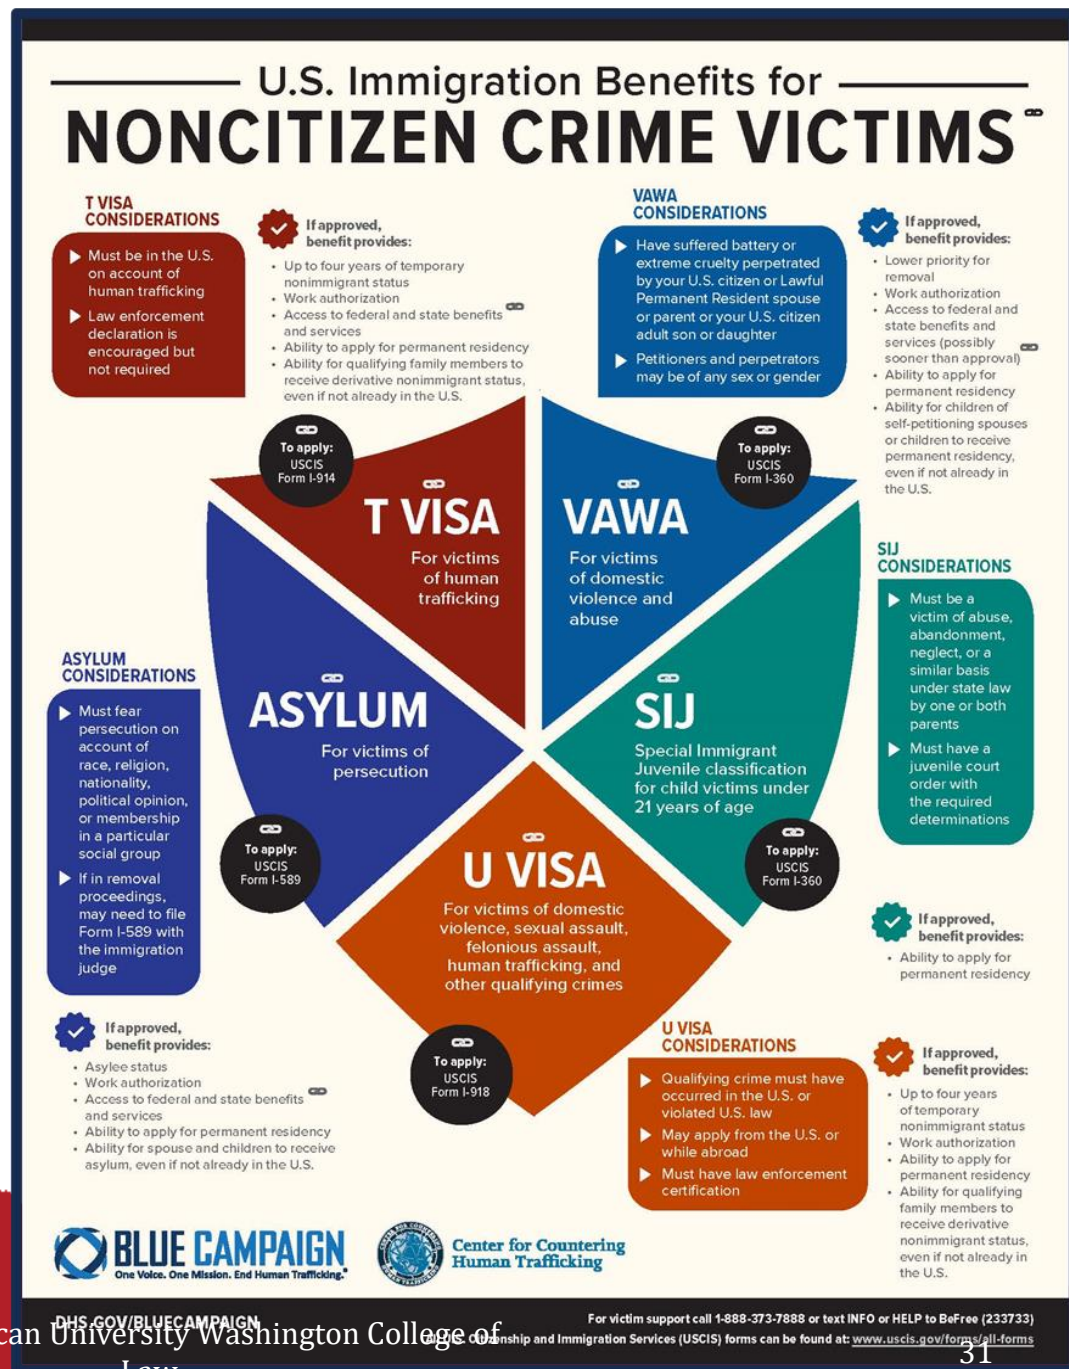 U.S. Immigration Benefits for
NONCITIZEN CRIME VICTIMS
T VISA
CONSIDERATIONS
Must be in the U.S.
on account of
human trafficking
Law enforcement
declaration is
encouraged but
not required
If approved,
benefit provides:
• Up to four years of temporary
nonimmigrant status
• Work authorization
• Access to federal and state benefits
and services
• Ability to apply for permanent residency
• Ability for qualifying family members to
receive derivative nonimmigrant status,
even if not already in the U.S.
VAWA
CONSIDERATIONS
Have suffered battery or
extreme cruelty perpetrated
by your U.S. citizen or Lawful
Permanent Resident spouse
or parent or your U.S. citizen
adult son or daughter
Petitioners and perpetrators
may be of any sex or gender
If approved,
benefit provides:
• Lower priority for
removal
• Work authorization
• Access to federal and
state benefits and
services (possibly
sooner than approval)
• Ability to apply for
permanent residency
• Ability for children of
self-petitioning spouses
or children to receive
permanent residency,
even if not already in
the U.S.
To apply:
USCIS
Form I-914
T VISA
For victims
of human
trafficking
To apply:
USCIS
Form I-360
VAWA
For victims
of domestic
violence and
abuse
SIJ
CONSIDERATIONS
Must be a
victim of abuse,
abandonment,
neglect, or a
similar basis
under state law
by one or both
parents
Must have a
juvenile court
order with
the required
determinations
ASYLUM
CONSIDERATIONS
Must fear
persecution on
account of
race, religion,
nationality,
political opinion,
or membership
in a particular
social group
If in removal
proceedings,
may need to file
Form I-589 with
the immigration
judge
ASYLUM
For victims of
persecution
To apply:
USCIS
Form I-589
SIJ
Special Immigrant
Juvenile classification
for child victims under
21 years of age
To apply:
USCIS
Form I-360
If approved,
benefit provides:
• Ability to apply for
permanent residency
U VISA
For victims of domestic
violence, sexual assault,
felonious assault,
human trafficking, and
other qualifying crimes
To apply:
USCIS
Form I-918
If approved,
benefit provides:
• Asylee status
• Work authorization
• Access to federal and state benefits
and services
• Ability to apply for permanent residency
• Ability for spouse and children to receive
asylum, even if not already in the U.S.
U VISA
CONSIDERATIONS
Qualifying crime must have
occurred in the U.S. or
violated U.S. law
May apply from the U.S. or
while abroad
Must have law enforcement
certification
If approved,
benefit provides:
• Up to four years
of temporary
nonimmigrant status
• Work authorization
• Ability to apply for
permanent residency
• Ability for qualifying
family members to
receive derivative
nonimmigrant status,
even if not already in
the U.S.
BLUE CAMPAIGN
One Voice. One Mission. End Human Trafficking.®
Center for Countering
Human Trafficking
DHS.GOV/BLUECAMPAIGN
For victim support call 1-888-373-7888 or text INFO or HELP to BeFree (233733)
and Immigration Services (USCIS) forms can be found at: www.uscis.gov/forms/all-forms
University Washington College of
31